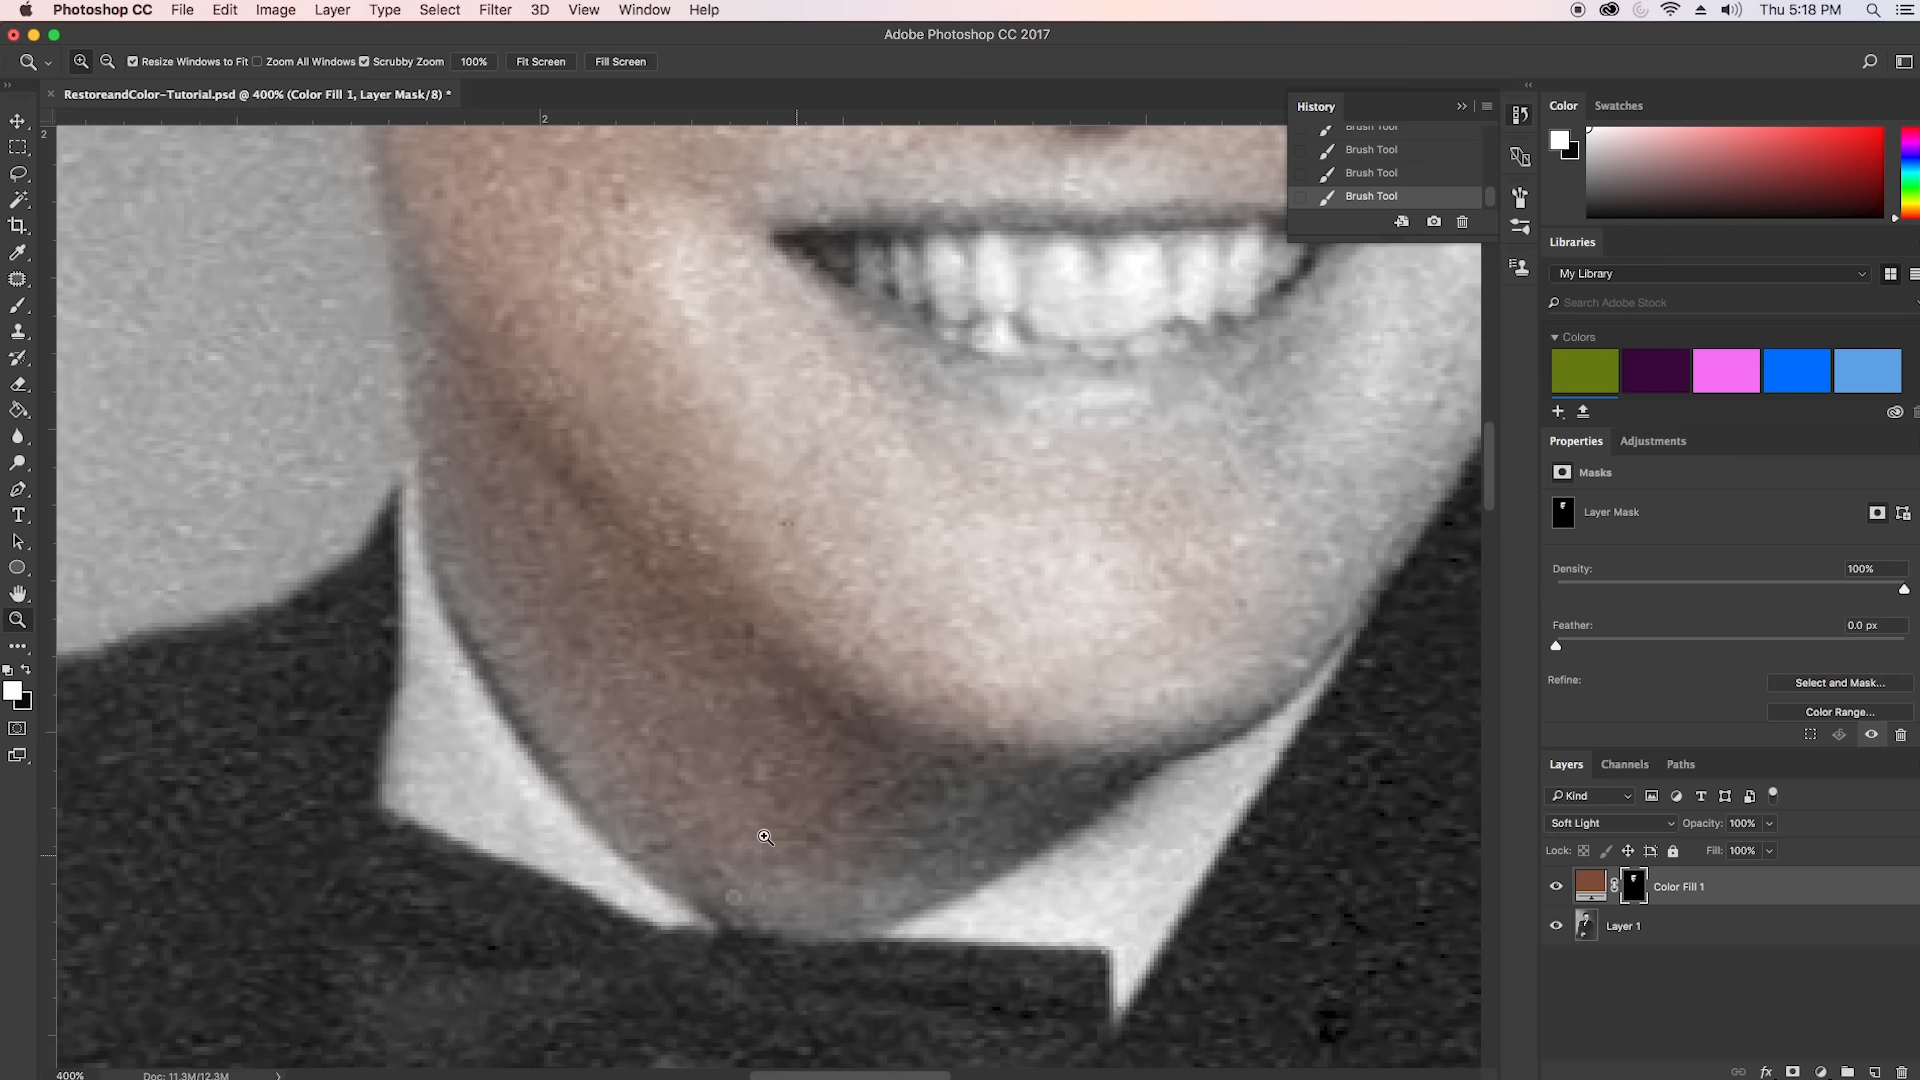 Photoshop CC File Edit Image Layer Type Select Filter 3D View Window Help Thu 5:18 PM
Adobe Photoshop CC 2017
Resize Windows to Fit Zoom All Windows Scrubby Zoom 100% Fit Screen Fill Screen
× RestoreandColor-Tutorial.psd @ 400% (Color Fill 1, Layer Mask/8) *
2
2
History
Brush Tool
Brush Tool
Brush Tool
Brush Tool
Color Swatches
Libraries
My Library
Search Adobe Stock
Colors
Properties Adjustments
Masks
Layer Mask
Density: 100%
Feather: 0.0 px
Refine: Select and Mask...
Color Range...
Layers Channels Paths
Kind
Soft Light Opacity: 100%
Lock: Fill: 100%
Color Fill 1
Layer 1
fx
400% Doc: 11.3M/12.3M